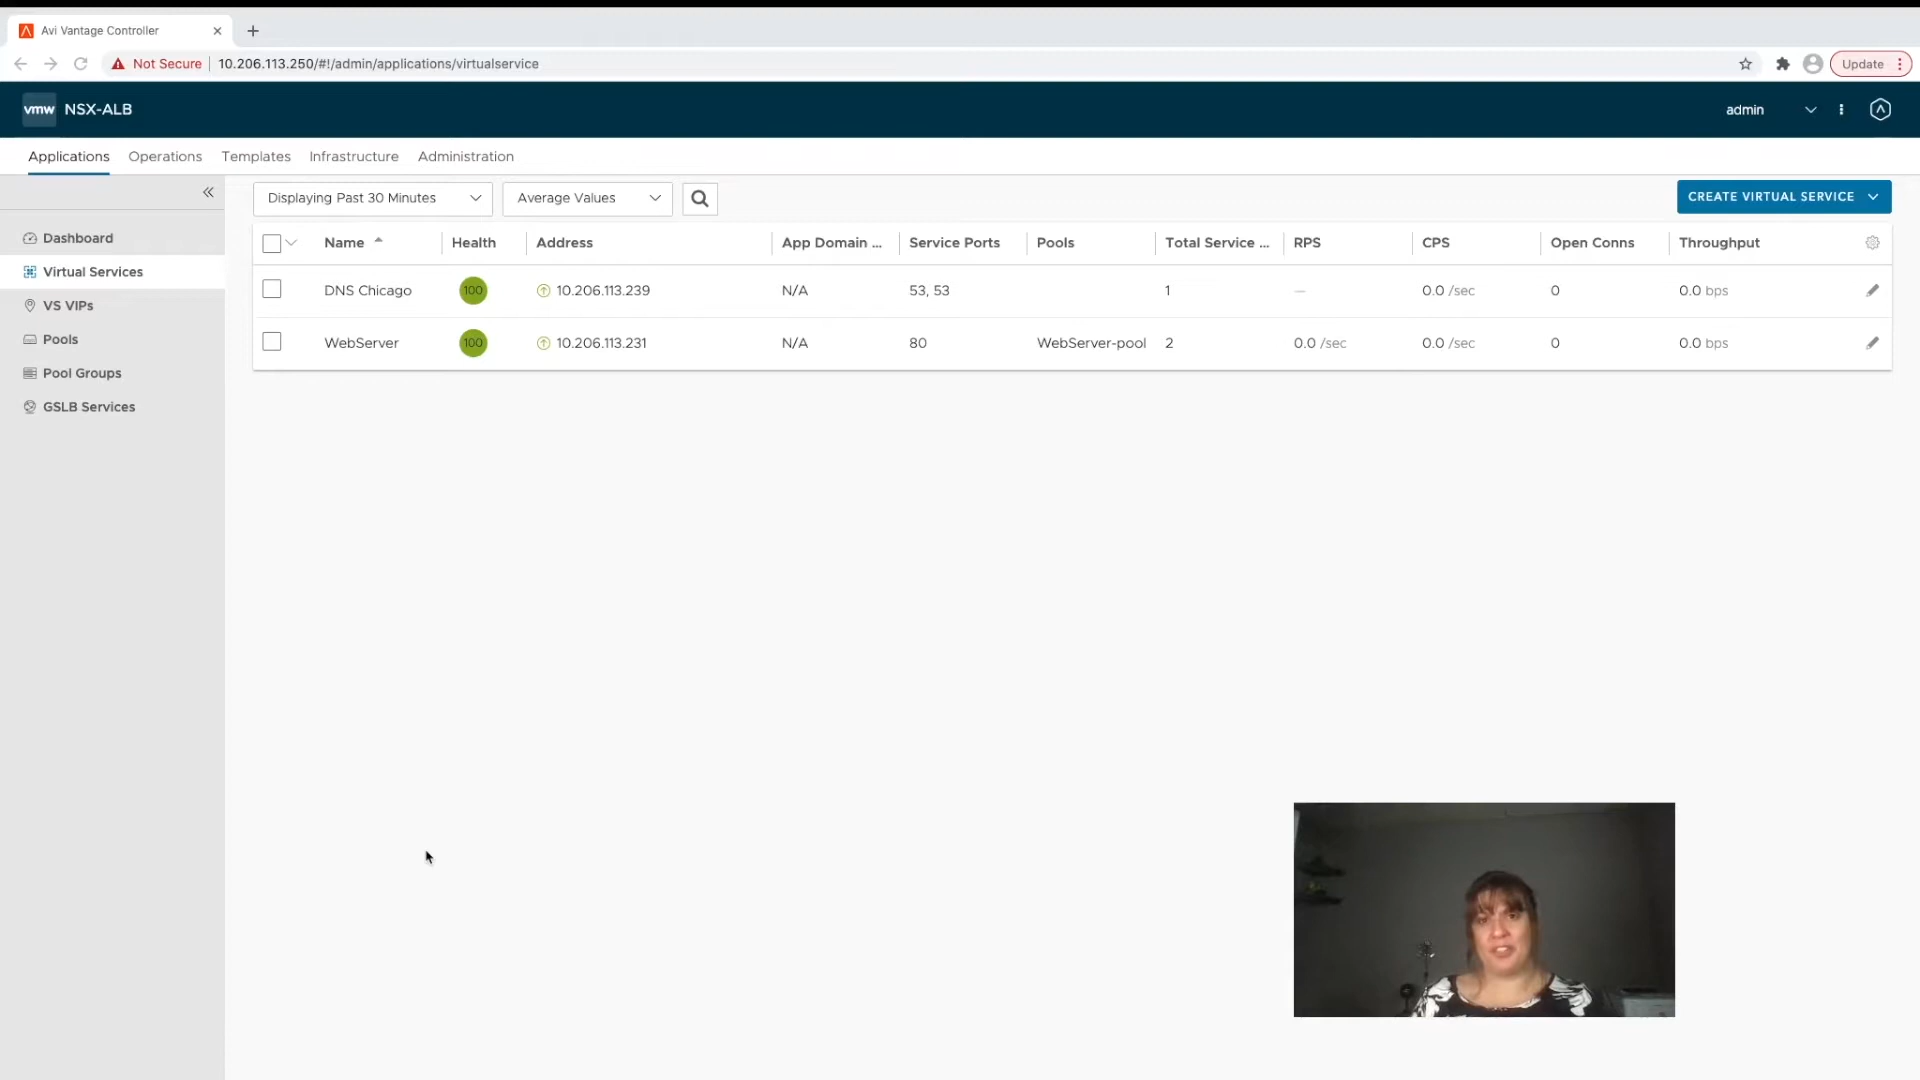 Avi Vantage Controller
Not Secure 10.206.113.250/#!/admin/applications/virtualservice Update
vmw NSX-ALB admin
Applications Operations Templates Infrastructure Administration
Displaying Past 30 Minutes Average Values CREATE VIRTUAL SERVICE
Dashboard
Virtual Services
VS VIPs
Pools
Pool Groups
GSLB Services
Name Health Address App Domain ... Service Ports Pools Total Service ... RPS CPS Open Conns Throughput
DNS Chicago 100 10.206.113.239 N/A 53, 53 1 — 0.0 /sec 0 0.0 bps
WebServer 100 10.206.113.231 N/A 80 WebServer-pool 2 0.0 /sec 0.0 /sec 0 0.0 bps